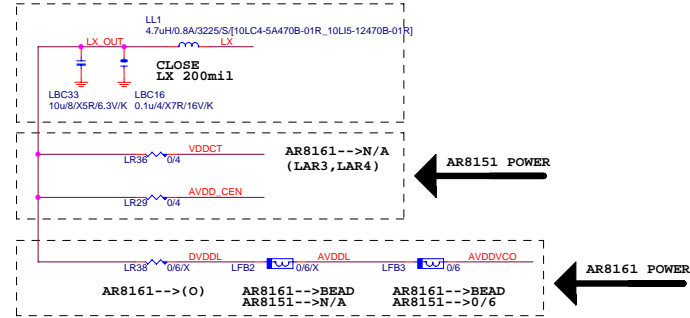 LL1
4.7uH/0.8A/3225/S/[10LC4-5A470B-01R_10LI5-12470B-01R]
LX_OUT
LX
CLOSE
LX 200mil
LBC33
10u/8/X5R/6.3V/K
LBC16
0.1u/4/X7R/16V/K
VDDCT
LR36
0/4
AR8161-->N/A
(LAR3,LAR4)
AR8151 POWER
AVDD_CEN
LR29
0/4
DVDDL
LR38
0/6/X
AVDDL
LFB2
0/6/X
AVDDVCO
LFB3
0/6
AR8161 POWER
AR8161-->(O)
AR8161-->BEAD
AR8151-->N/A
AR8161-->BEAD
AR8151-->0/6